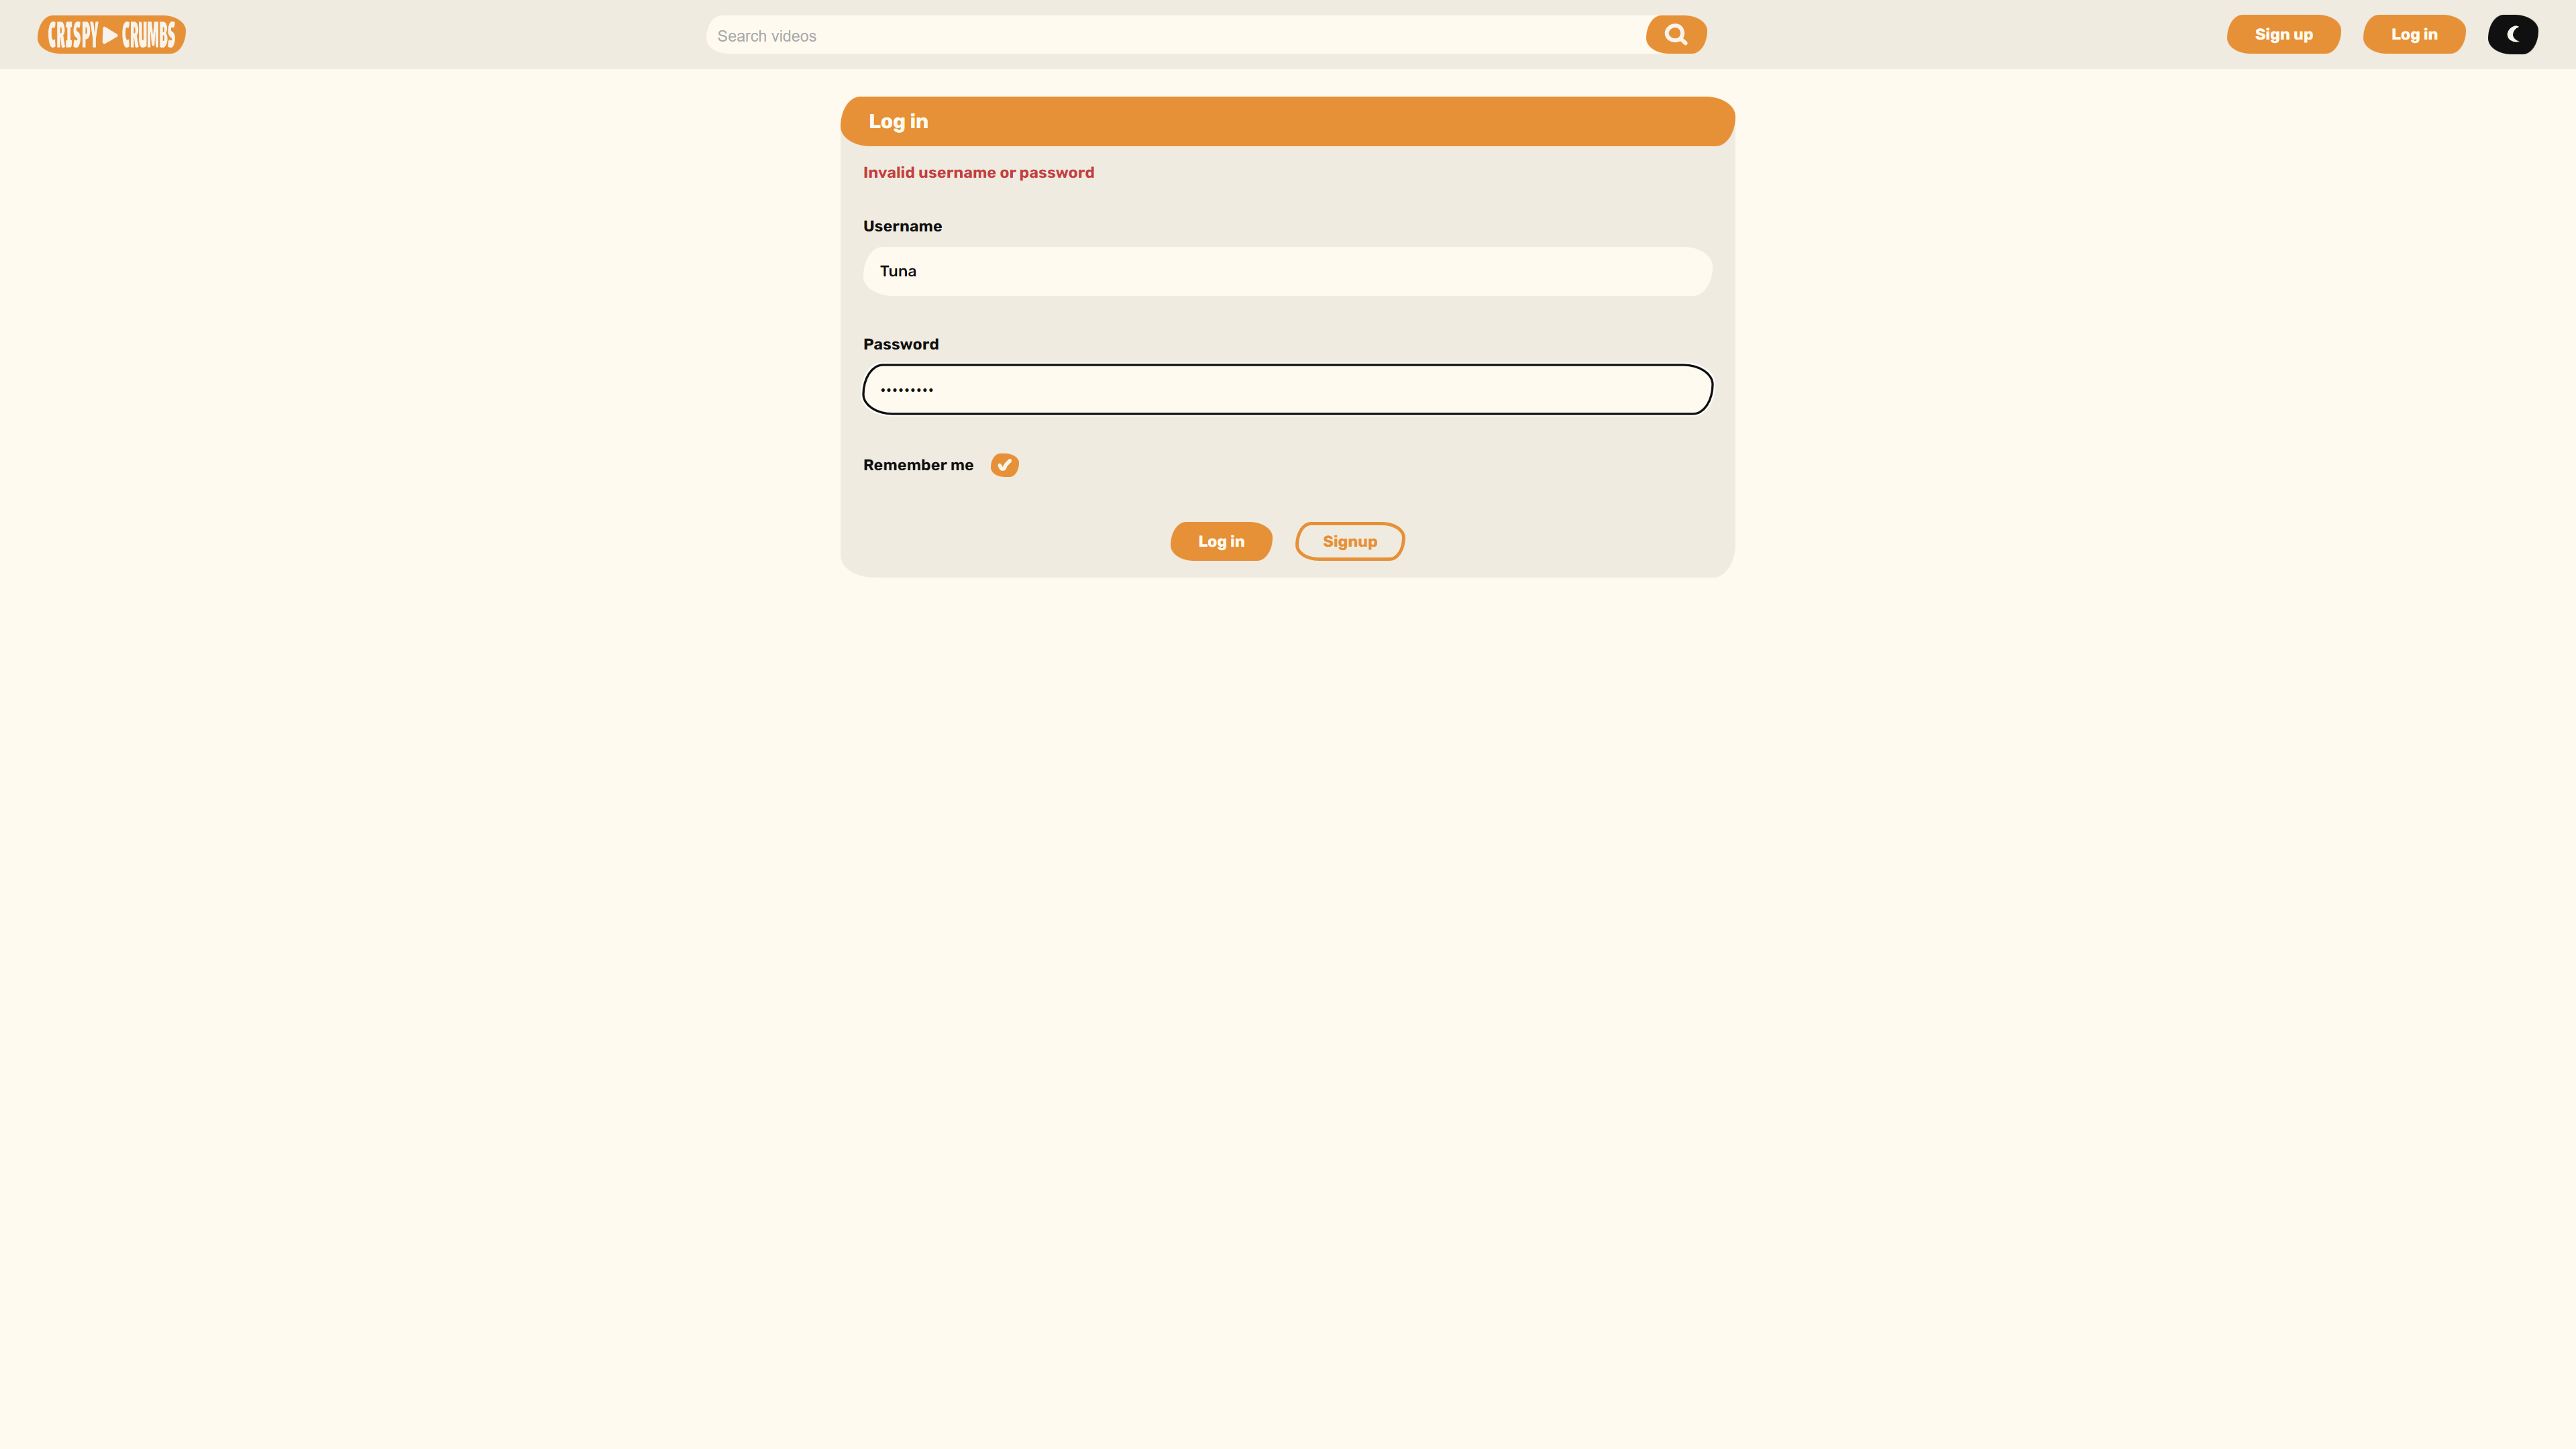 CRISPY CRUMBS
Search videos
Sign up
Log in
Log in
Invalid username or password
Username
Tuna
Password
•••••••••
Remember me
Log in
Signup